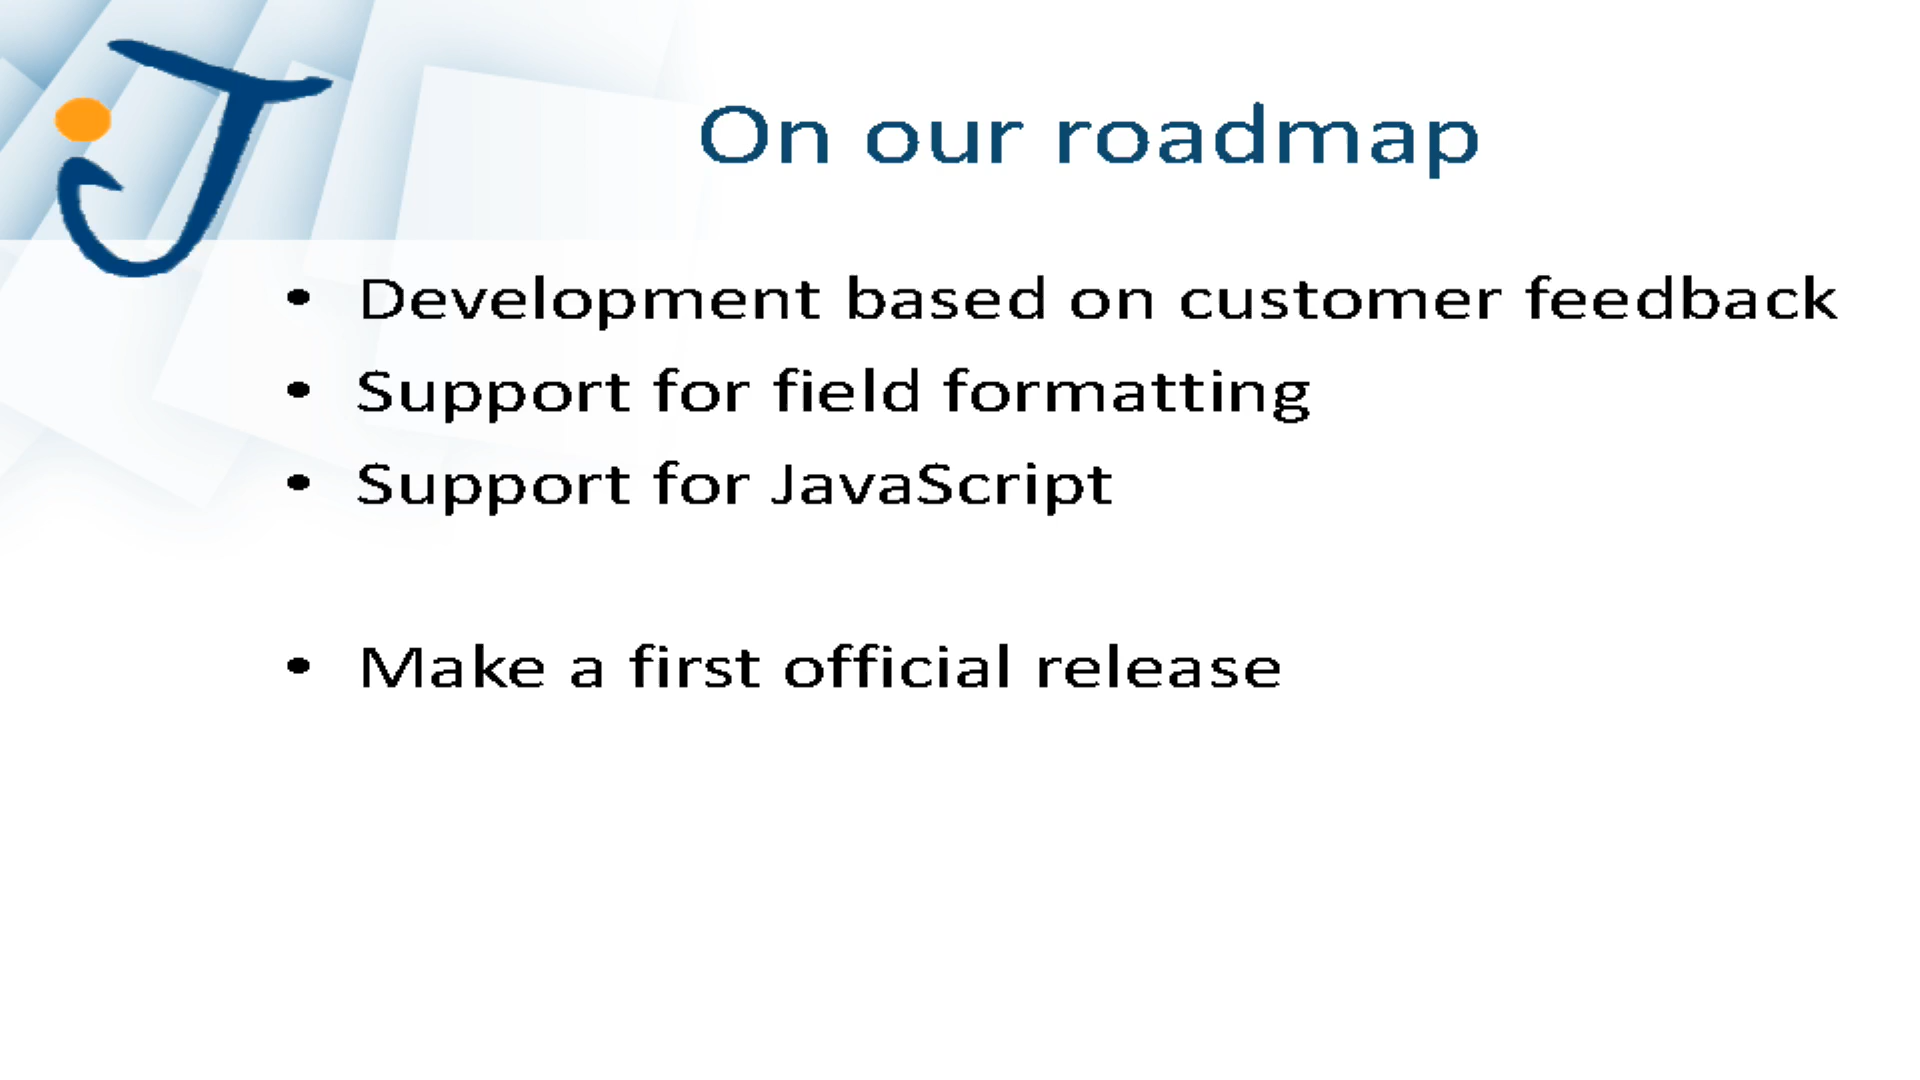 On our roadmap
• Development based on customer feedback
• Support for field formatting
• Support for JavaScript
• Make a first official release